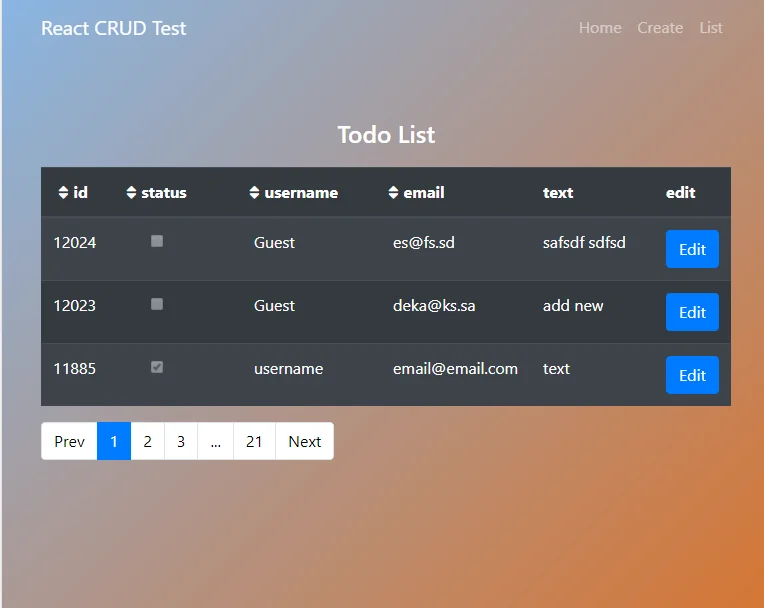 React CRUD Test Home Create List
Todo List
id status username email text edit
12024 Guest es@fs.sd safsdf sdfsd Edit
12023 Guest deka@ks.sa add new Edit
11885 username email@email.com text Edit
Prev 1 2 3 ... 21 Next